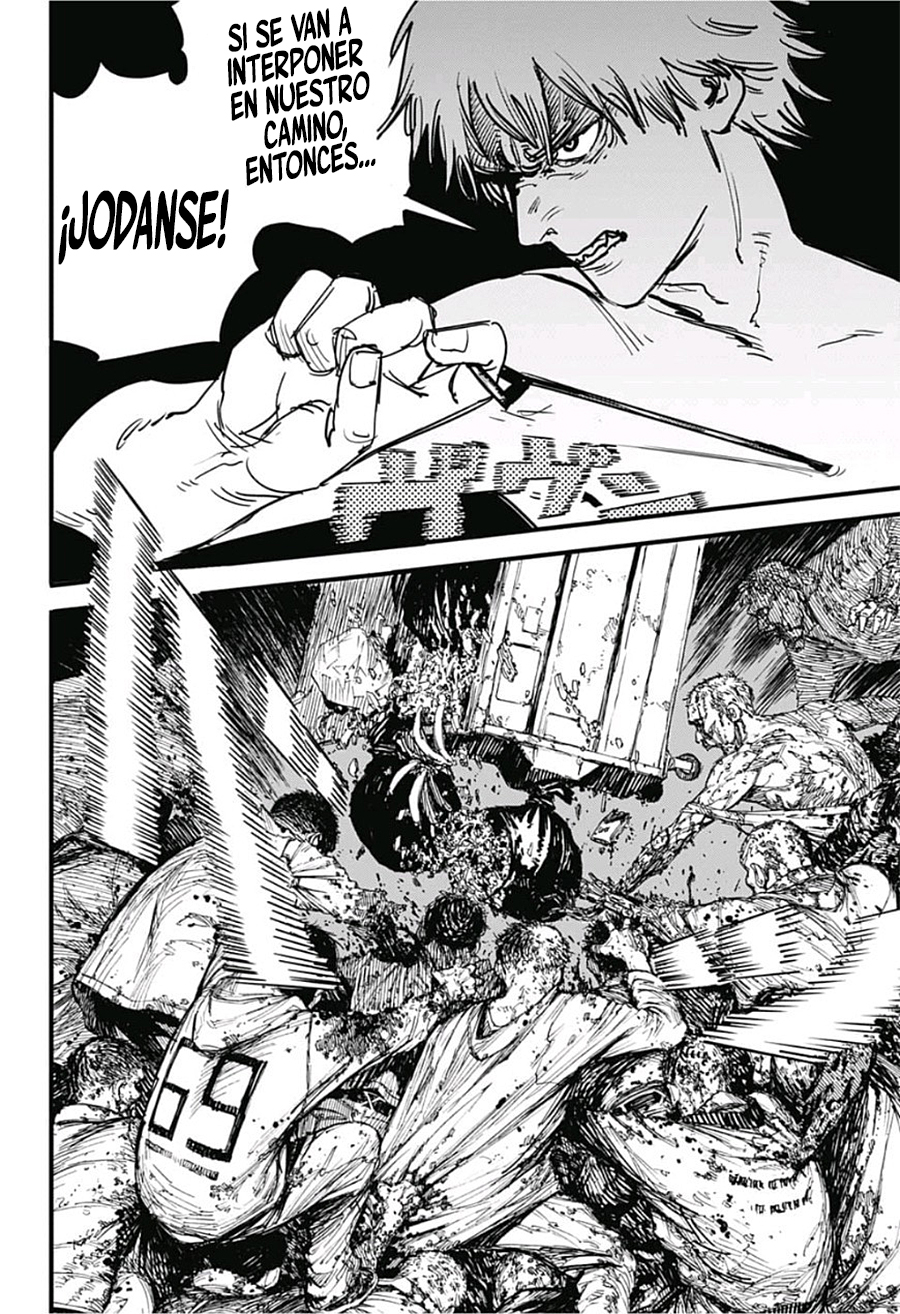 SI SE VAN A
INTERPONER
EN NUESTRO
CAMINO,
ENTONCES...
¡JODANSE!
69